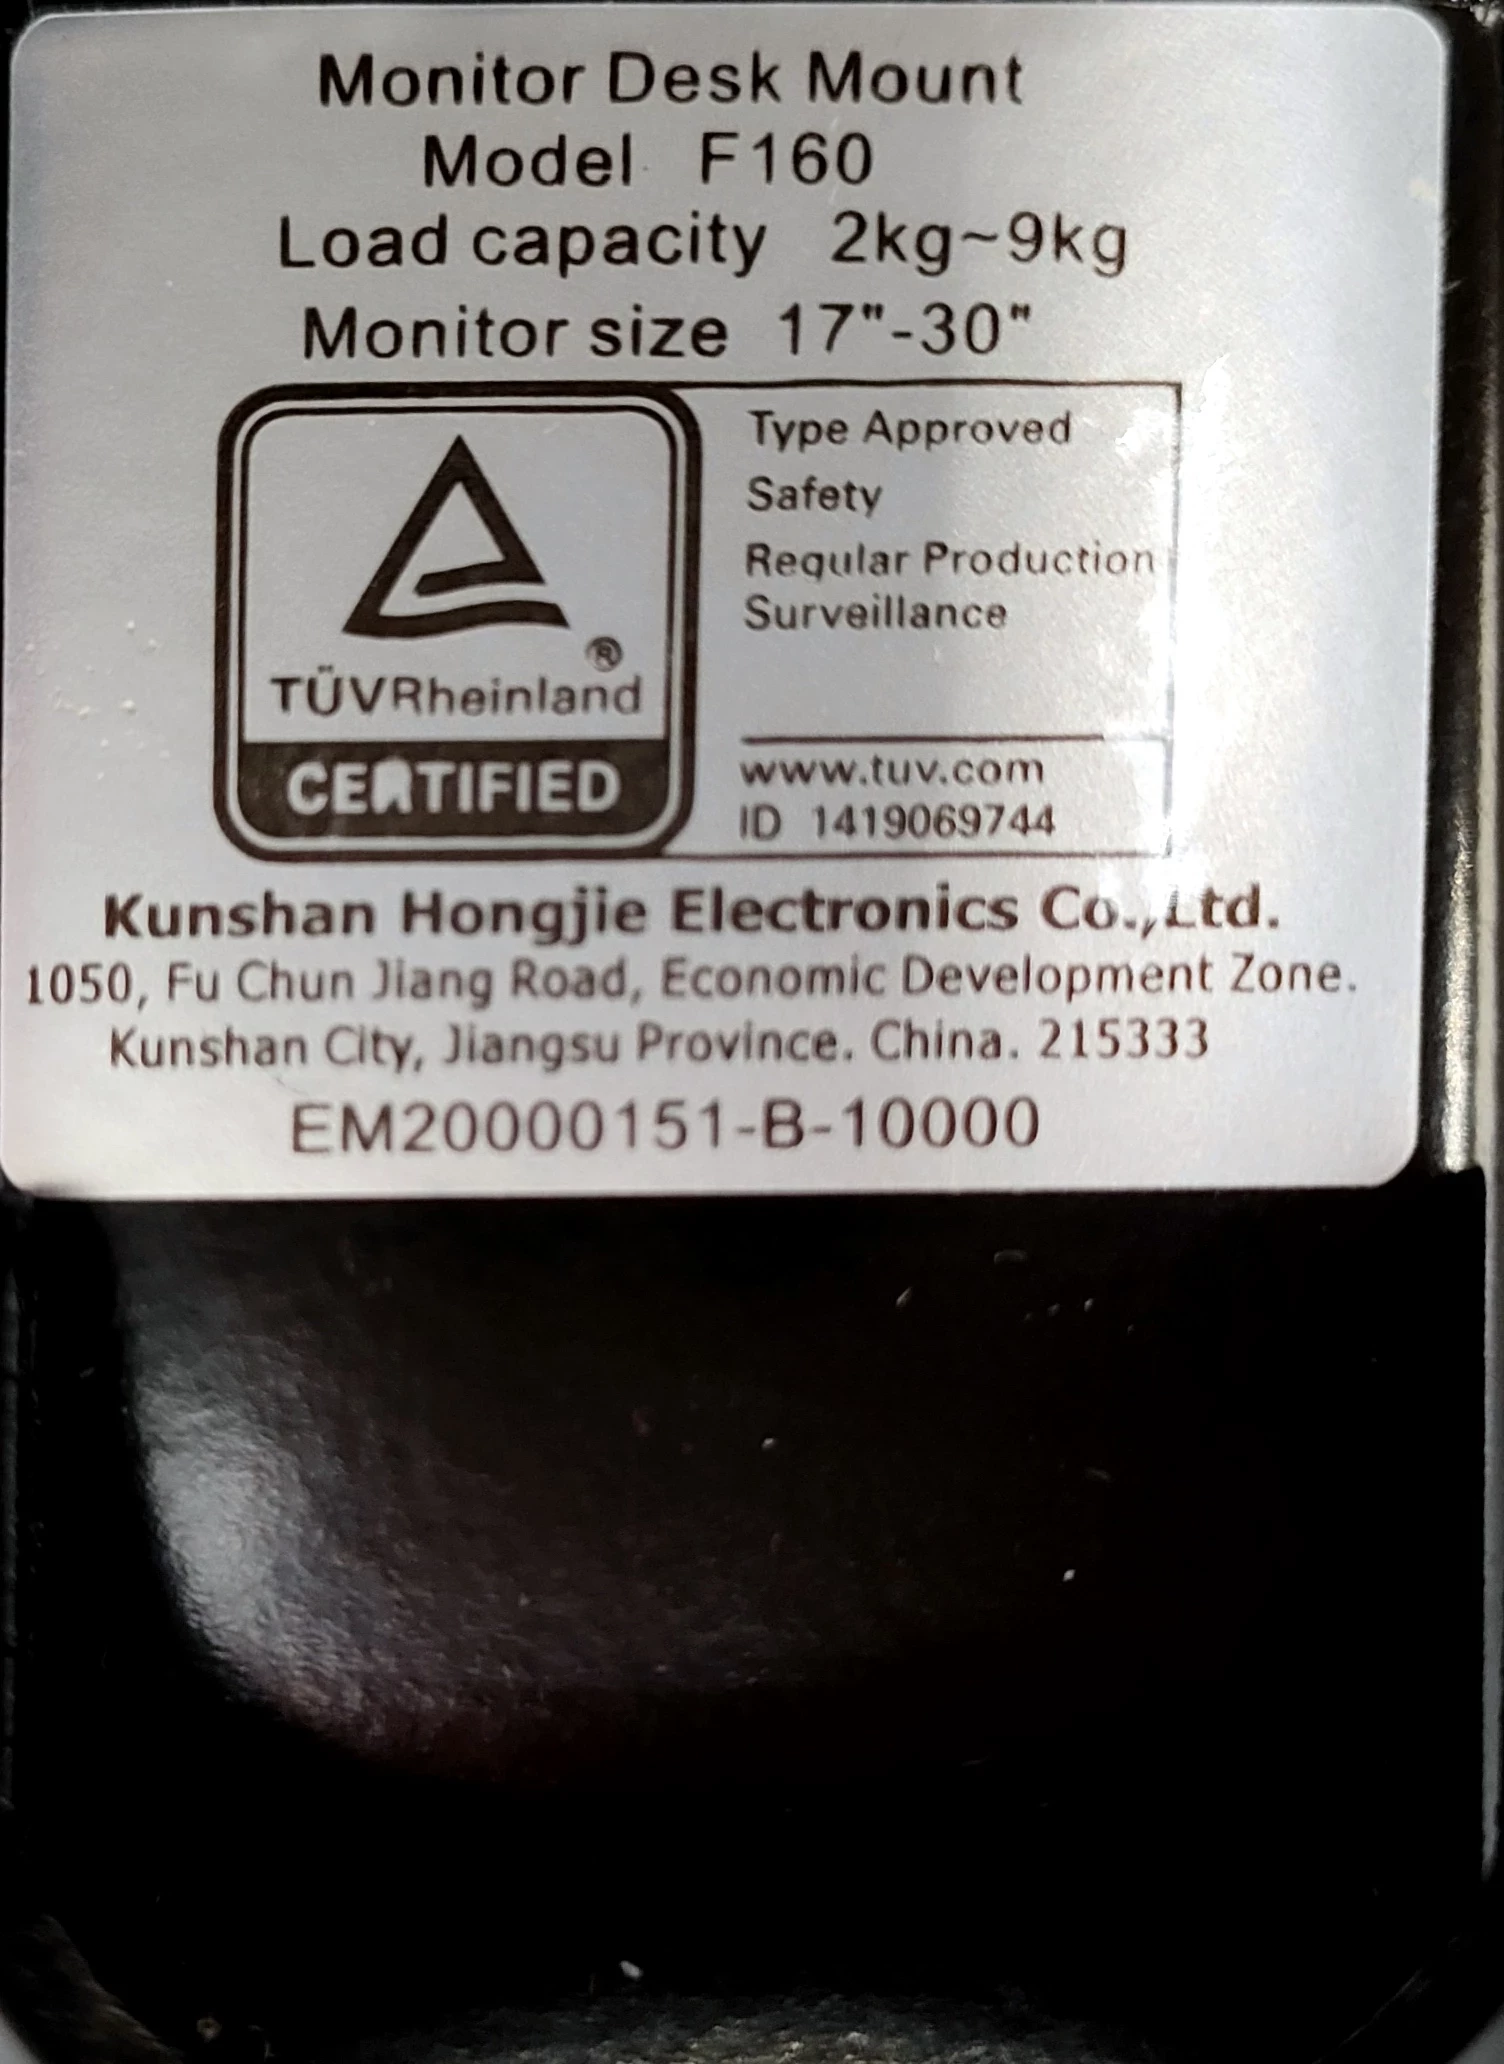 Monitor Desk Mount
Model F160
Load capacity 2kg~9kg
Monitor size 17"-30"
Type Approved
Safety
Regular Production
Surveillance
®
TÜVRheinland
CERTIFIED
www.tuv.com
ID 1419069744
Kunshan Hongjie Electronics Co.,Ltd.
1050, Fu Chun Jiang Road, Economic Development Zone.
Kunshan City, Jiangsu Province. China. 215333
EM20000151-B-10000